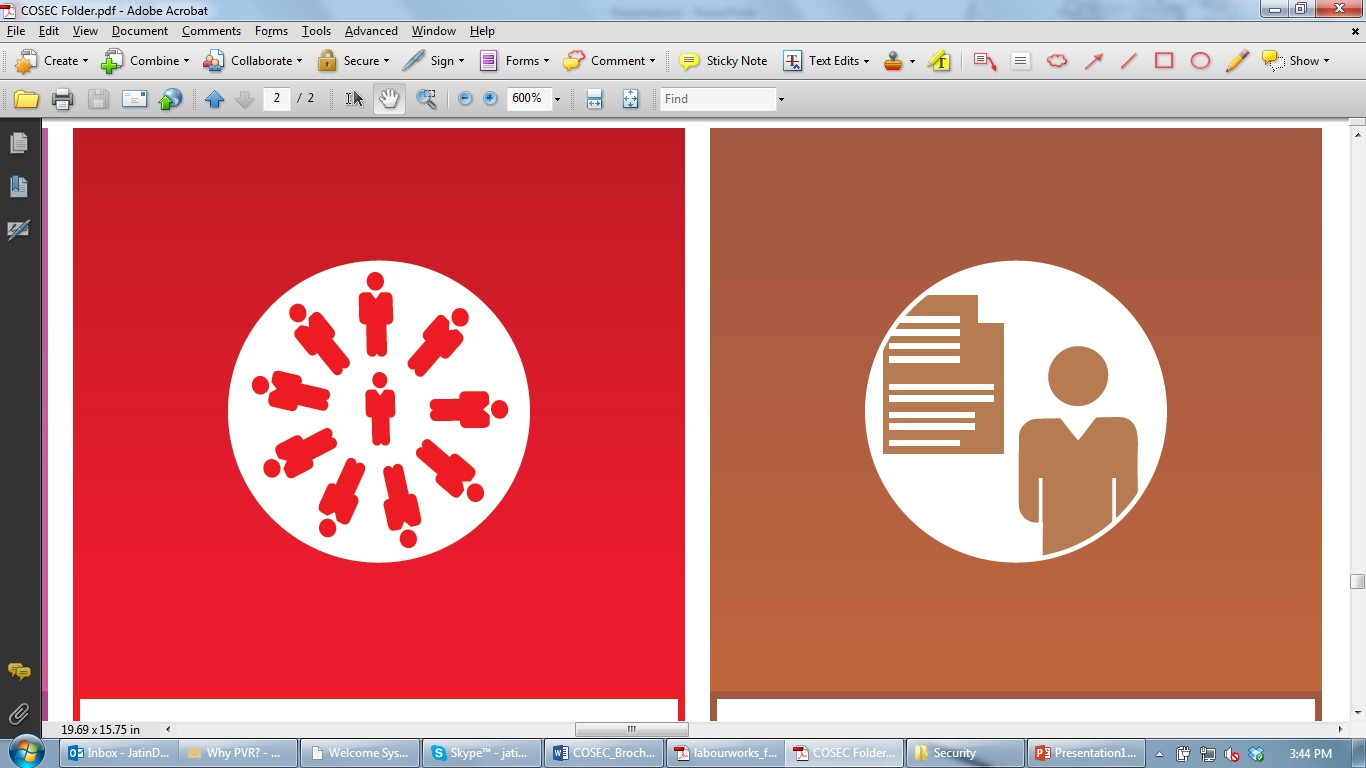 COSEC Folder.pdf - Adobe Acrobat
File Edit View Document Comments Forms Tools Advanced Window Help
Create Combine Collaborate Secure Sign Forms Comment Sticky Note Text Edits Show
2 / 2 600% Find
19.69 x 15.75 in
Inbox - JatinD... Why PVR? - ... Welcome Sys... Skype™ - jati... COSEC_Broch... labourworks_f... COSEC Folder... Security Presentation1... 3:44 PM